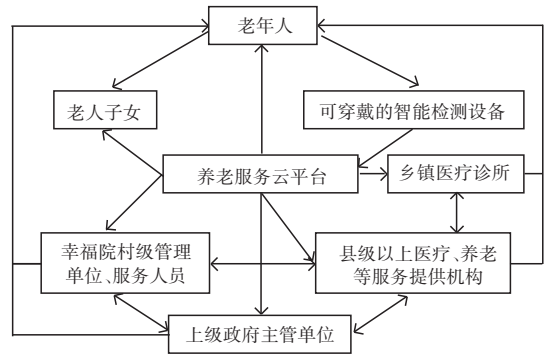 老年人
老人子女
可穿戴的智能检测设备
养老服务云平台
乡镇医疗诊所
幸福院村级管理
单位、服务人员
县级以上医疗、养老
等服务提供机构
上级政府主管单位